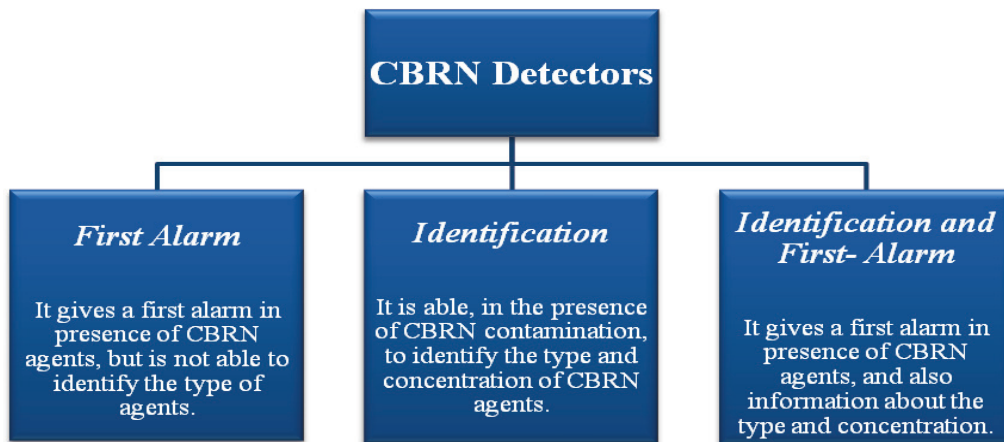 CBRN Detectors
First Alarm
It gives a first alarm in
presence of CBRN
agents, but is not able to
identify the type of
agents.
Identification
It is able, in the presence
of CBRN contamination,
to identify the type and
concentration of CBRN
agents.
Identification and
First- Alarm
It gives a first alarm in
presence of CBRN
agents, and also
information about the
type and concentration.